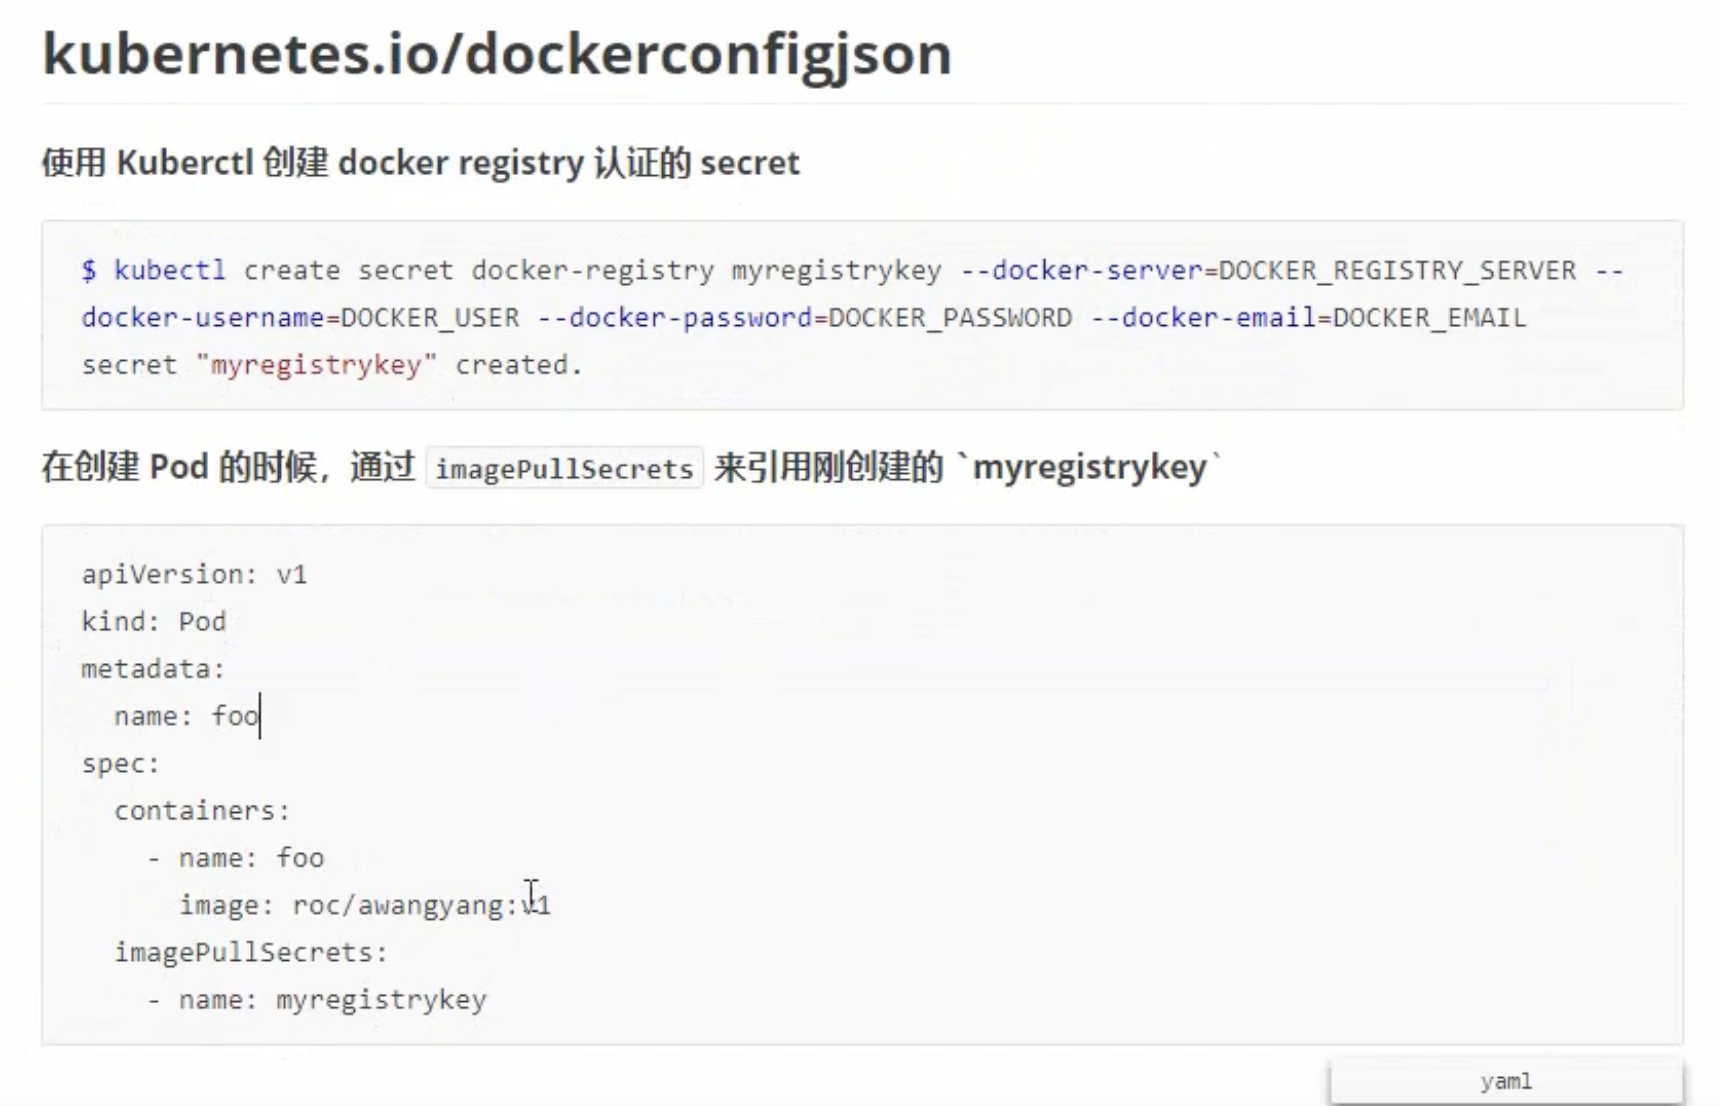 kubernetes.io/dockerconfigjson
使用 Kuberctl 创建 docker registry 认证的 secret
$ kubectl create secret docker-registry myregistrykey --docker-server=DOCKER_REGISTRY_SERVER --
docker-username=DOCKER_USER --docker-password=DOCKER_PASSWORD --docker-email=DOCKER_EMAIL
secret "myregistrykey" created.
在创建 Pod 的时候，通过 imagePullSecrets 来引用刚创建的 `myregistrykey`
apiVersion: v1
kind: Pod
metadata:
  name: foo
spec:
  containers:
    - name: foo
      image: roc/awangyang:v1
  imagePullSecrets:
    - name: myregistrykey
yaml